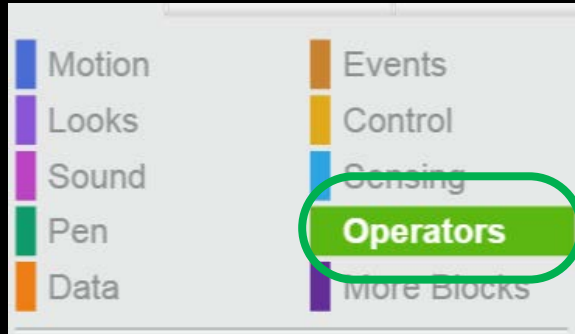 Motion
Events
Looks
Control
Sound
Sensing
Pen
Operators
Data
More Blocks